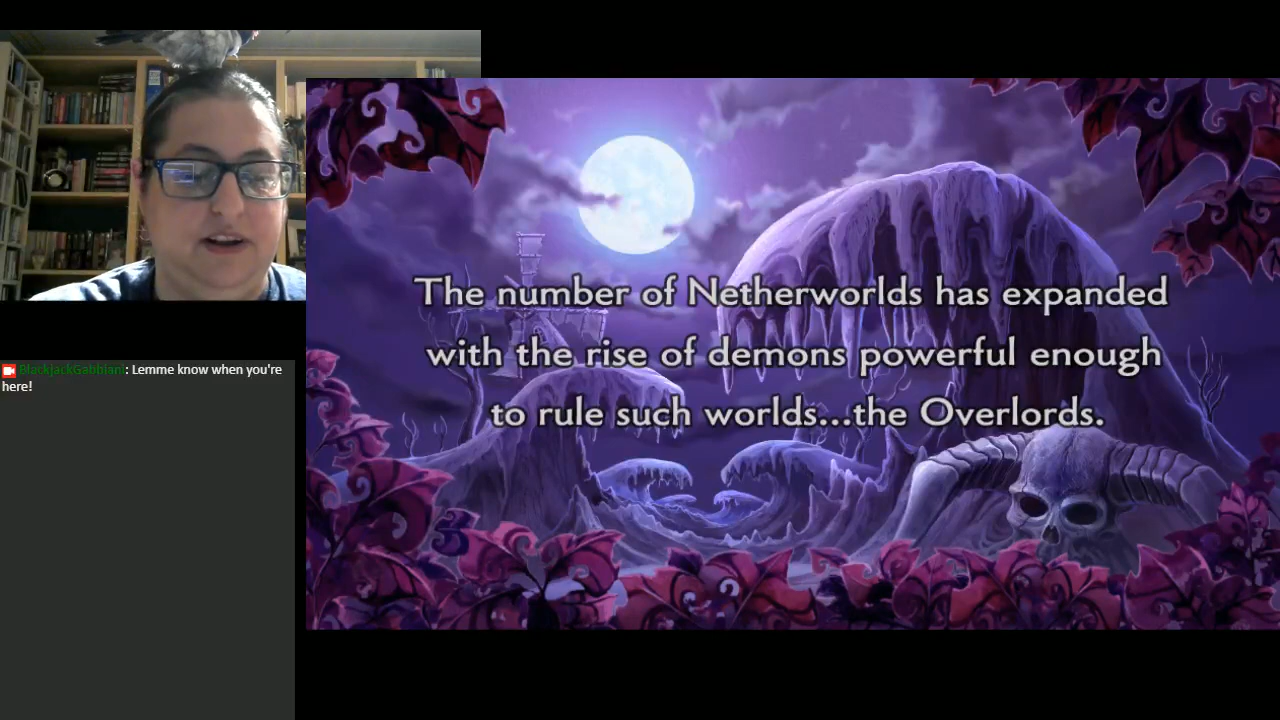 The number of Netherworlds has expanded
with the rise of demons powerful enough
to rule such worlds...the Overlords.
BlackjackGabbiani: Lemme know when you're
here!